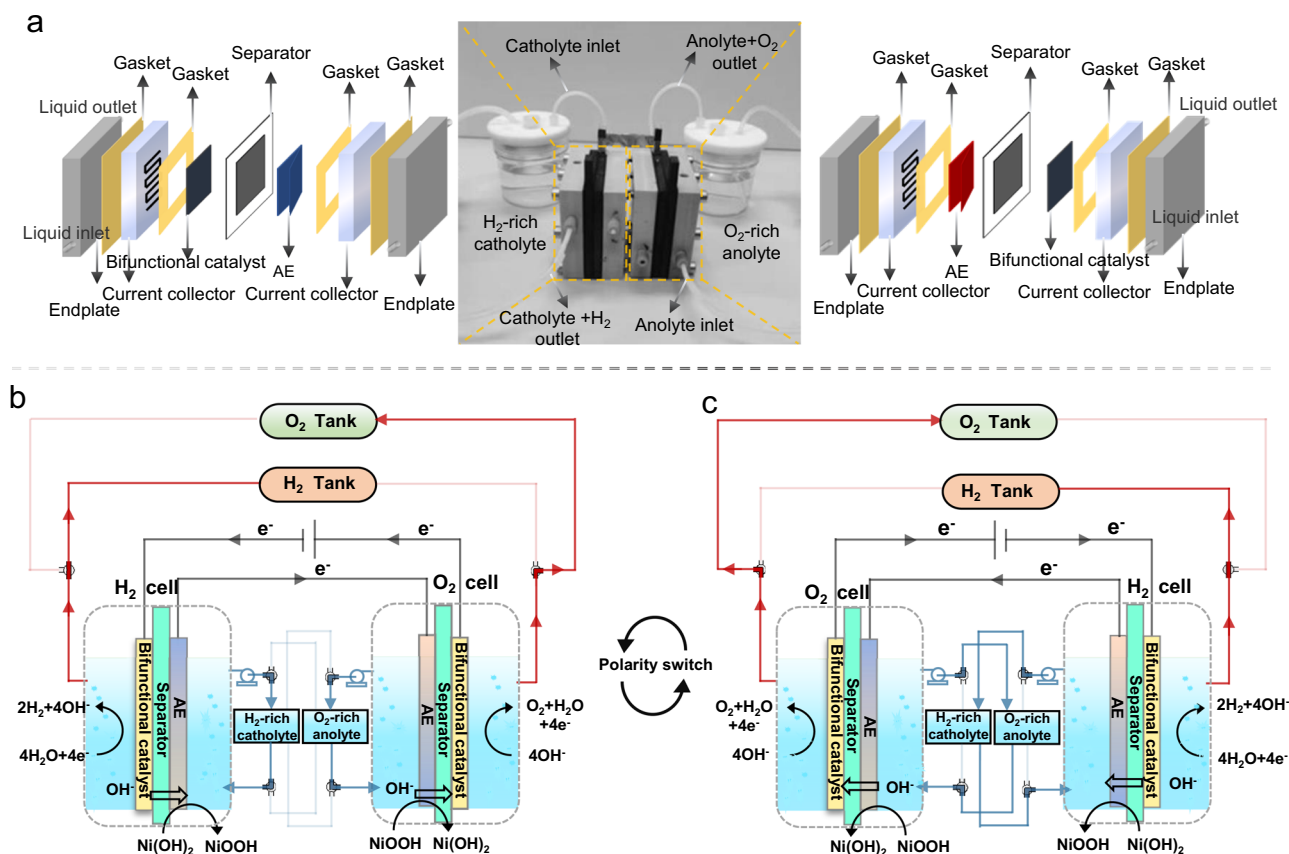 a
Separator
Gasket
Gasket
Gasket
Gasket
Liquid outlet
Liquid inlet
Bifunctional catalyst
AE
Current collector
Current collector
Endplate
Endplate
Catholyte inlet
Anolyte+O₂
outlet
H₂-rich
catholyte
O₂-rich
anolyte
Catholyte +H₂
outlet
Anolyte inlet
Separator
Gasket
Gasket
Gasket
Gasket
Liquid outlet
Liquid inlet
AE
Bifunctional catalyst
Current collector
Current collector
Endplate
Endplate
b
O₂ Tank
H₂ Tank
e⁻
e⁻
e⁻
H₂ cell
O₂ cell
Bifunctional catalyst
Separator
AE
AE
Separator
Bifunctional catalyst
2H₂+4OH⁻
4H₂O+4e⁻
H₂-rich
catholyte
O₂-rich
anolyte
O₂+H₂O
+4e⁻
4OH⁻
OH⁻
OH⁻
Ni(OH)₂
NiOOH
NiOOH
Ni(OH)₂
Polarity switch
c
O₂ Tank
H₂ Tank
e⁻
e⁻
e⁻
O₂ cell
H₂ cell
Bifunctional catalyst
Separator
AE
AE
Separator
Bifunctional catalyst
O₂+H₂O
+4e⁻
4OH⁻
H₂-rich
catholyte
O₂-rich
anolyte
2H₂+4OH⁻
4H₂O+4e⁻
OH⁻
OH⁻
Ni(OH)₂
NiOOH
NiOOH
Ni(OH)₂